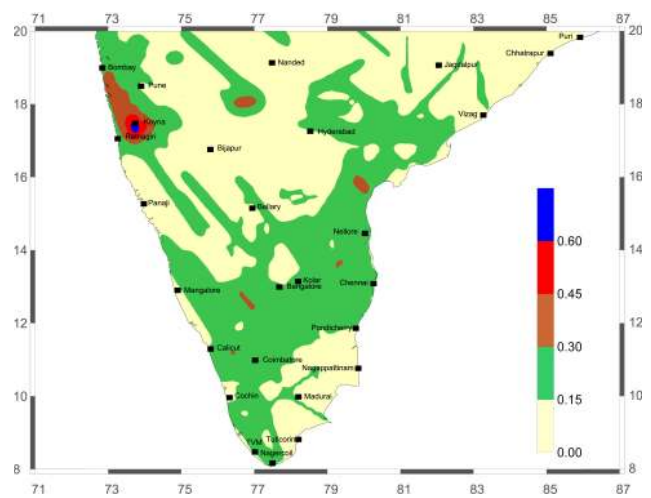 71 73 75 77 79 81 83 85 87
20 Puri 20
Chhatrapur
Bombay Nanded Jagdalpur
Pune
18 18
Koyna Vizag
Ratnagiri Hyderabad
Bijapur
16 16
Panaji Bellary
Nellore
14 14
Kolar
Mangalore Bangalore Chennai
12 Pondicherry 12
Calicut
Coimbatore Nagappattinam
10 Cochin Madurai 10
TVM Tuticorin
Nagercoil
8 8
71 73 75 77 79 81 83 85 87
0.60
0.45
0.30
0.15
0.00